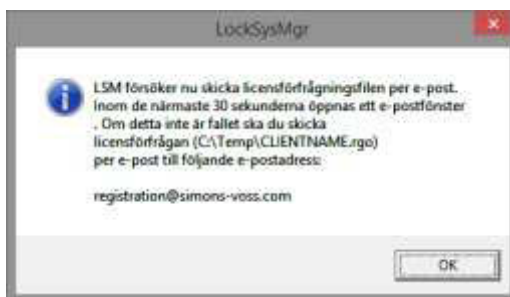 LockSysMgr
LSM försöker nu skicka licensförfrågningsfilen per e-post.
Inom de närmaste 30 sekunderna öppnas ett e-postfönster
. Om detta inte är fallet ska du skicka
licensförfrågan (C:\Temp\CLIENTNAME.rgo)
per e-post till följande e-postadress:
registration@simons-voss.com
OK